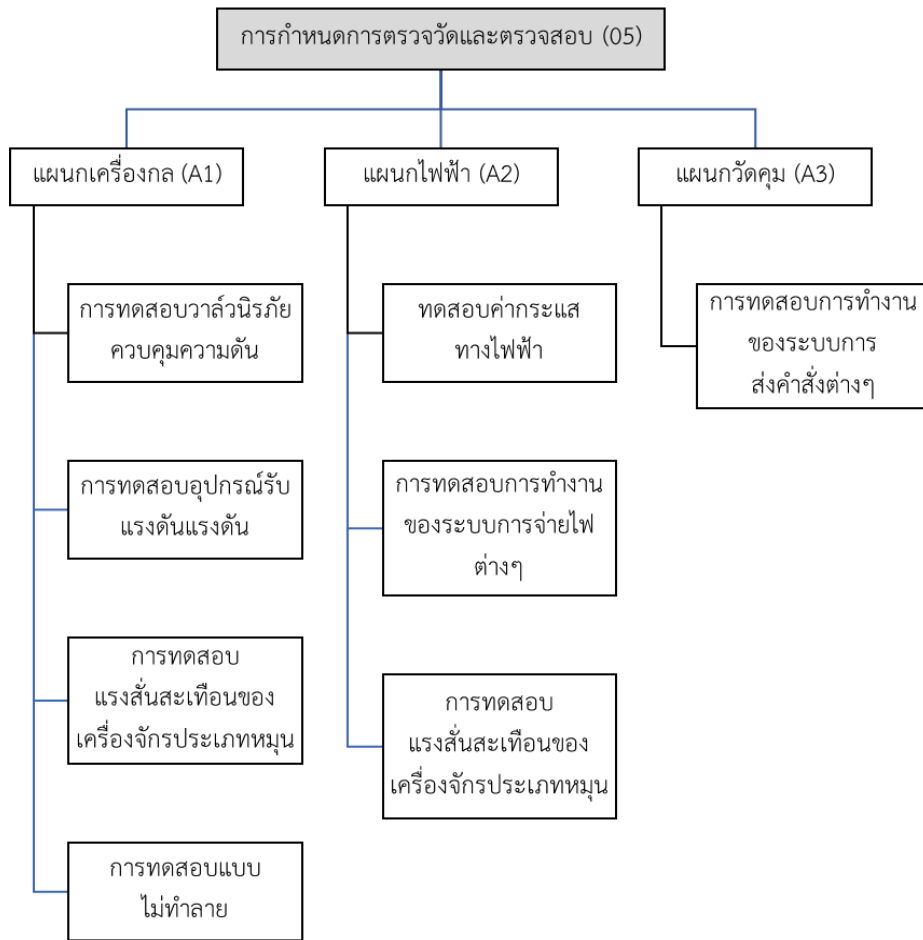 การกำหนดการตรวจวัดและตรวจสอบ (05)
แผนกเครื่องกล (A1)
การทดสอบวาล์วนิรภัย
ควบคุมความดัน
การทดสอบอุปกรณ์รับ
แรงดันแรงดัน
การทดสอบ
แรงสั่นสะเทือนของ
เครื่องจักรประเภทหมุน
การทดสอบแบบ
ไม่ทำลาย
แผนกไฟฟ้า (A2)
ทดสอบค่ากระแส
ทางไฟฟ้า
การทดสอบการทำงาน
ของระบบการจ่ายไฟ
ต่างๆ
การทดสอบ
แรงสั่นสะเทือนของ
เครื่องจักรประเภทหมุน
แผนกวัดคุม (A3)
การทดสอบการทำงาน
ของระบบการ
ส่งคำสั่งต่างๆ